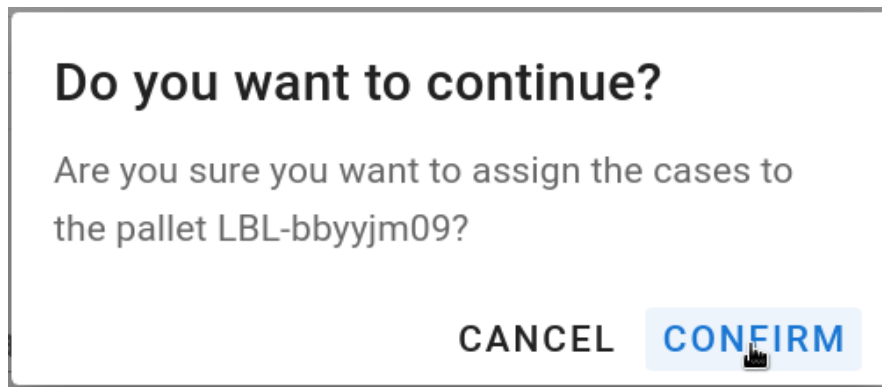 Do you want to continue?
Are you sure you want to assign the cases to
the pallet LBL-bbyyjm09?
CANCEL CONFIRM